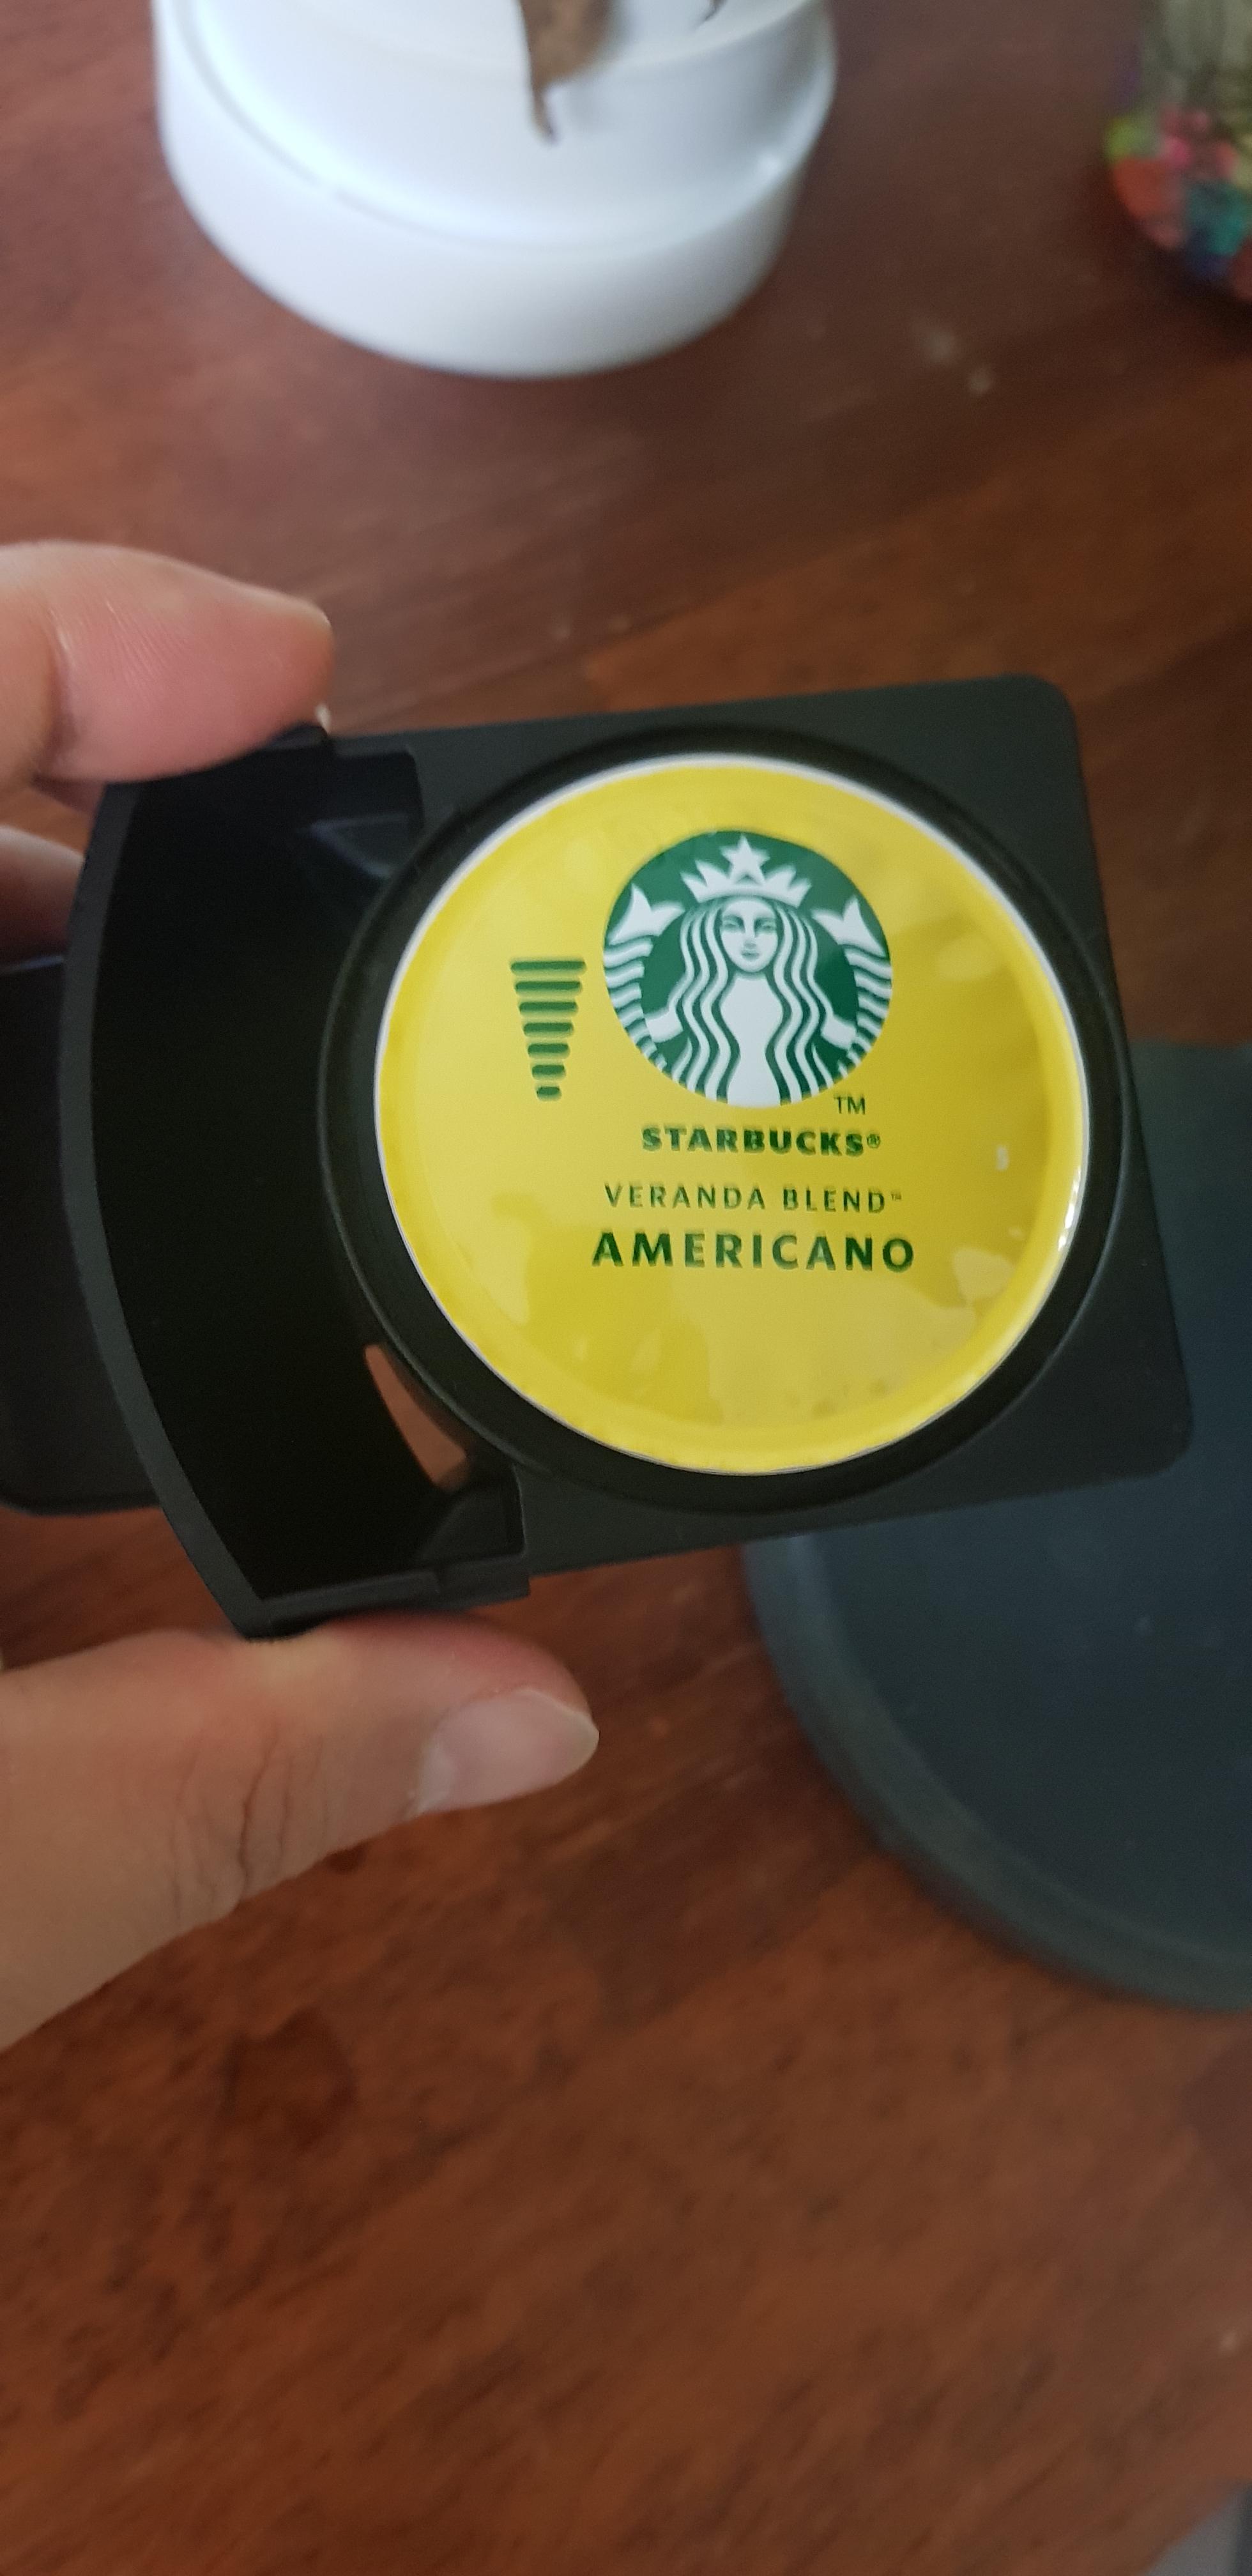 TM
STARBUCKS®
VERANDA BLEND™
AMERICANO